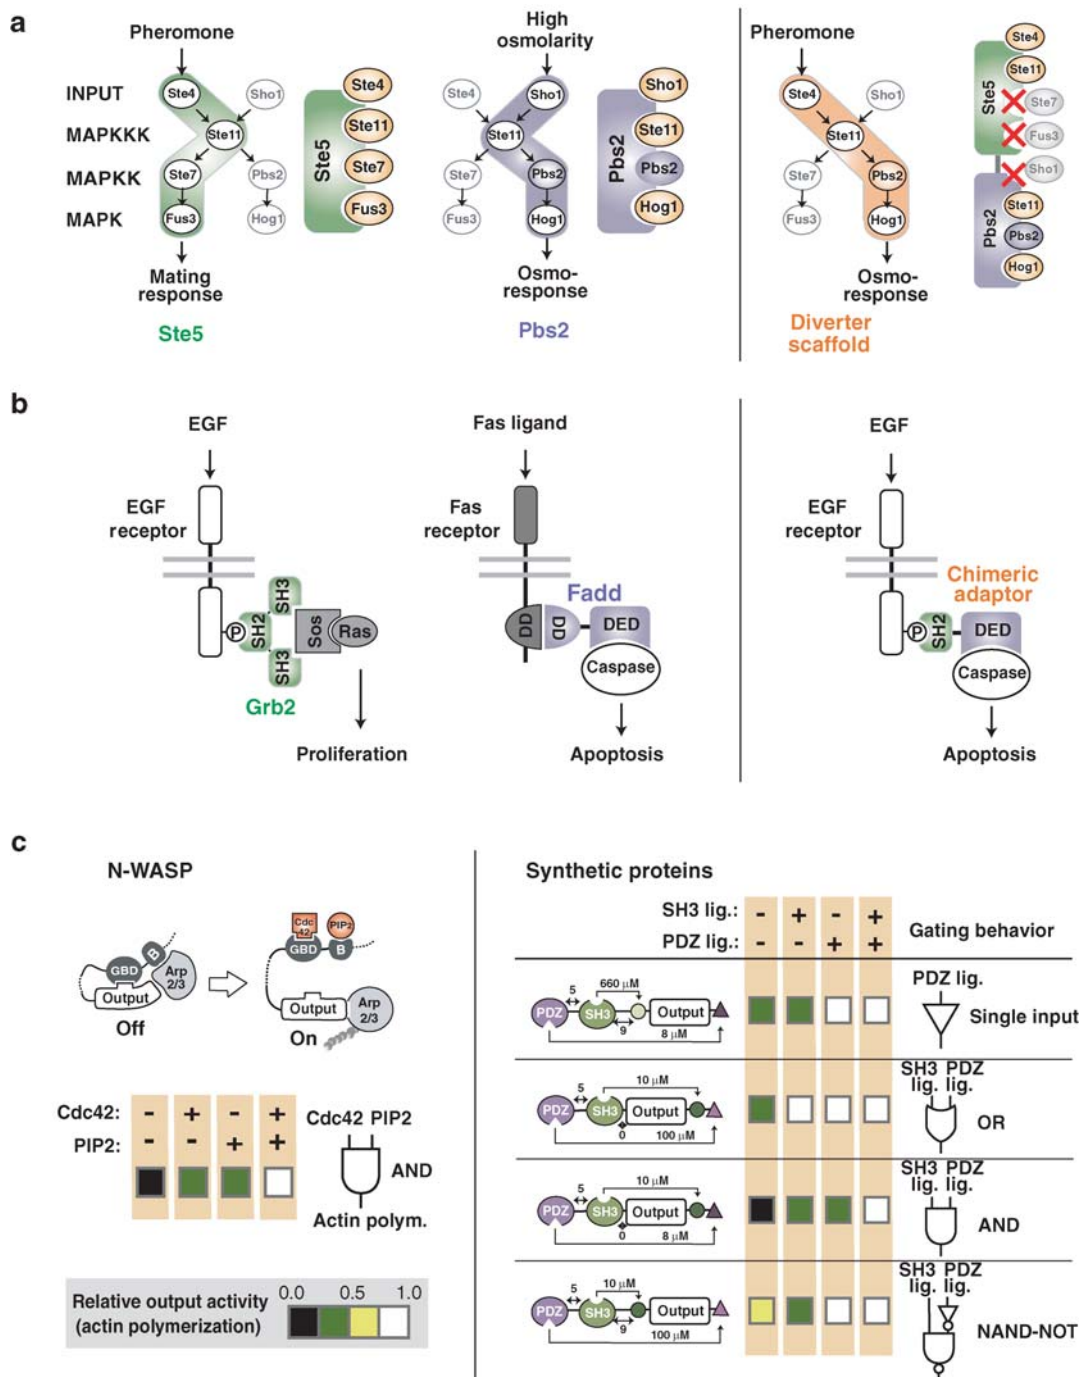 a
Pheromone
INPUT
MAPKKK
MAPKK
MAPK
Ste4
Sho1
Ste11
Ste7
Pbs2
Fus3
Hog1
Mating
response
Ste5
Ste5
Ste4
Ste11
Ste7
Fus3
High
osmolarity
Ste4
Sho1
Ste11
Ste7
Pbs2
Fus3
Hog1
Osmo-
response
Pbs2
Pbs2
Sho1
Ste11
Pbs2
Hog1
Pheromone
Ste4
Sho1
Ste11
Ste7
Pbs2
Fus3
Hog1
Osmo-
response
Diverter
scaffold
Ste5
Ste4
Ste11
Ste7
Fus3
Sho1
Pbs2
Ste11
Pbs2
Hog1
b
EGF
EGF
receptor
P
SH2
SH3
SH3
Sos
Ras
Grb2
Proliferation
Fas ligand
Fas
receptor
Fadd
DD
DD
DED
Caspase
Apoptosis
EGF
EGF
receptor
Chimeric
adaptor
P
SH2
DED
Caspase
Apoptosis
c
N-WASP
GBD
B
Arp
2/3
Output
Off
Cdc
42
PIP2
GBD
B
Output
Arp
2/3
On
Cdc42: - + - +
PIP2: - - + +
Cdc42 PIP2
AND
Actin polym.
Relative output activity
(actin polymerization)
0.0 0.5 1.0
Synthetic proteins
SH3 lig.: - + - +
PDZ lig.: - - + +
Gating behavior
660 μM
5
PDZ
SH3
Output
9
8 μM
PDZ lig.
Single input
10 μM
5
PDZ
SH3
Output
0
100 μM
SH3 PDZ
lig. lig.
OR
10 μM
5
PDZ
SH3
Output
0
8 μM
SH3 PDZ
lig. lig.
AND
10 μM
5
PDZ
SH3
Output
9
100 μM
SH3 PDZ
lig. lig.
NAND-NOT